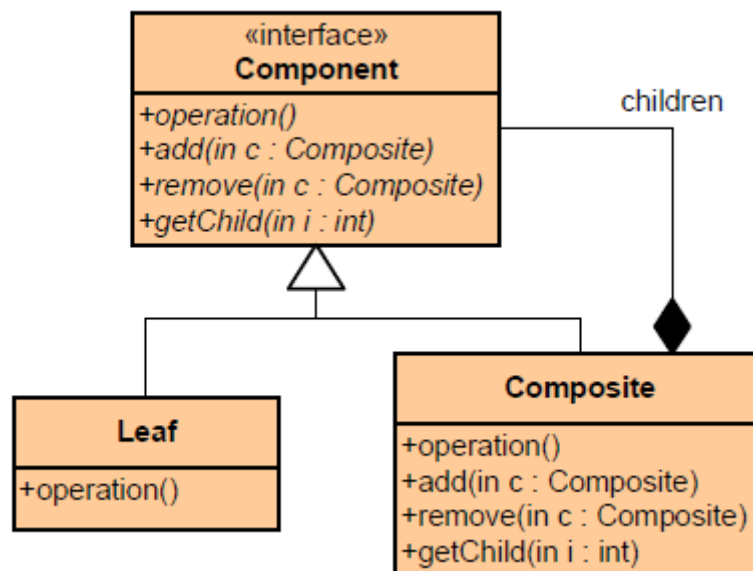 «interface»
Component
+operation()
+add(in c : Composite)
+remove(in c : Composite)
+getChild(in i : int)
children
Leaf
+operation()
Composite
+operation()
+add(in c : Composite)
+remove(in c : Composite)
+getChild(in i : int)